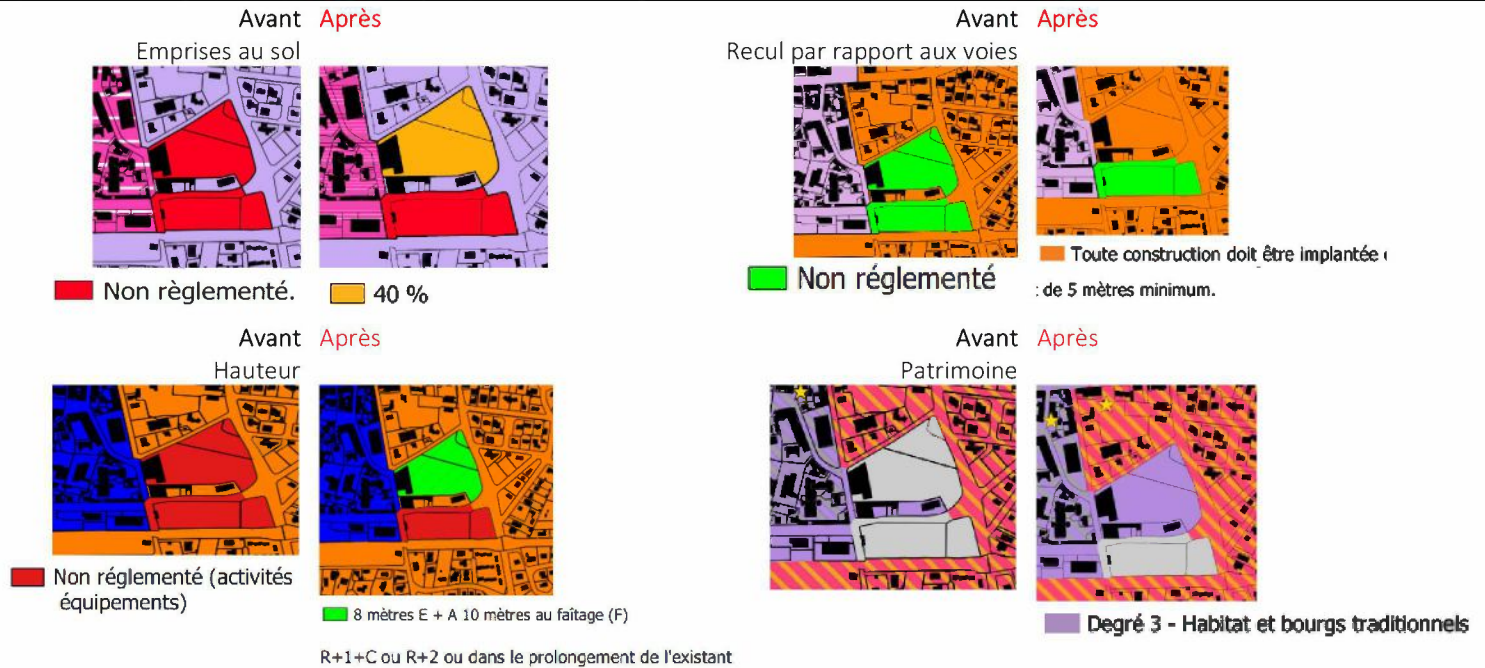 Avant Après
Emprises au sol
Non règlementé.
40 %
Avant Après
Recul par rapport aux voies
Non réglementé
Toute construction doit être implantée
de 5 mètres minimum.
Avant Après
Hauteur
Non réglementé (activités
équipements)
8 mètres E + A 10 mètres au faîtage (F)
R+1+C ou R+2 ou dans le prolongement de l'existant
Avant Après
Patrimoine
Degré 3 - Habitat et bourgs traditionnels